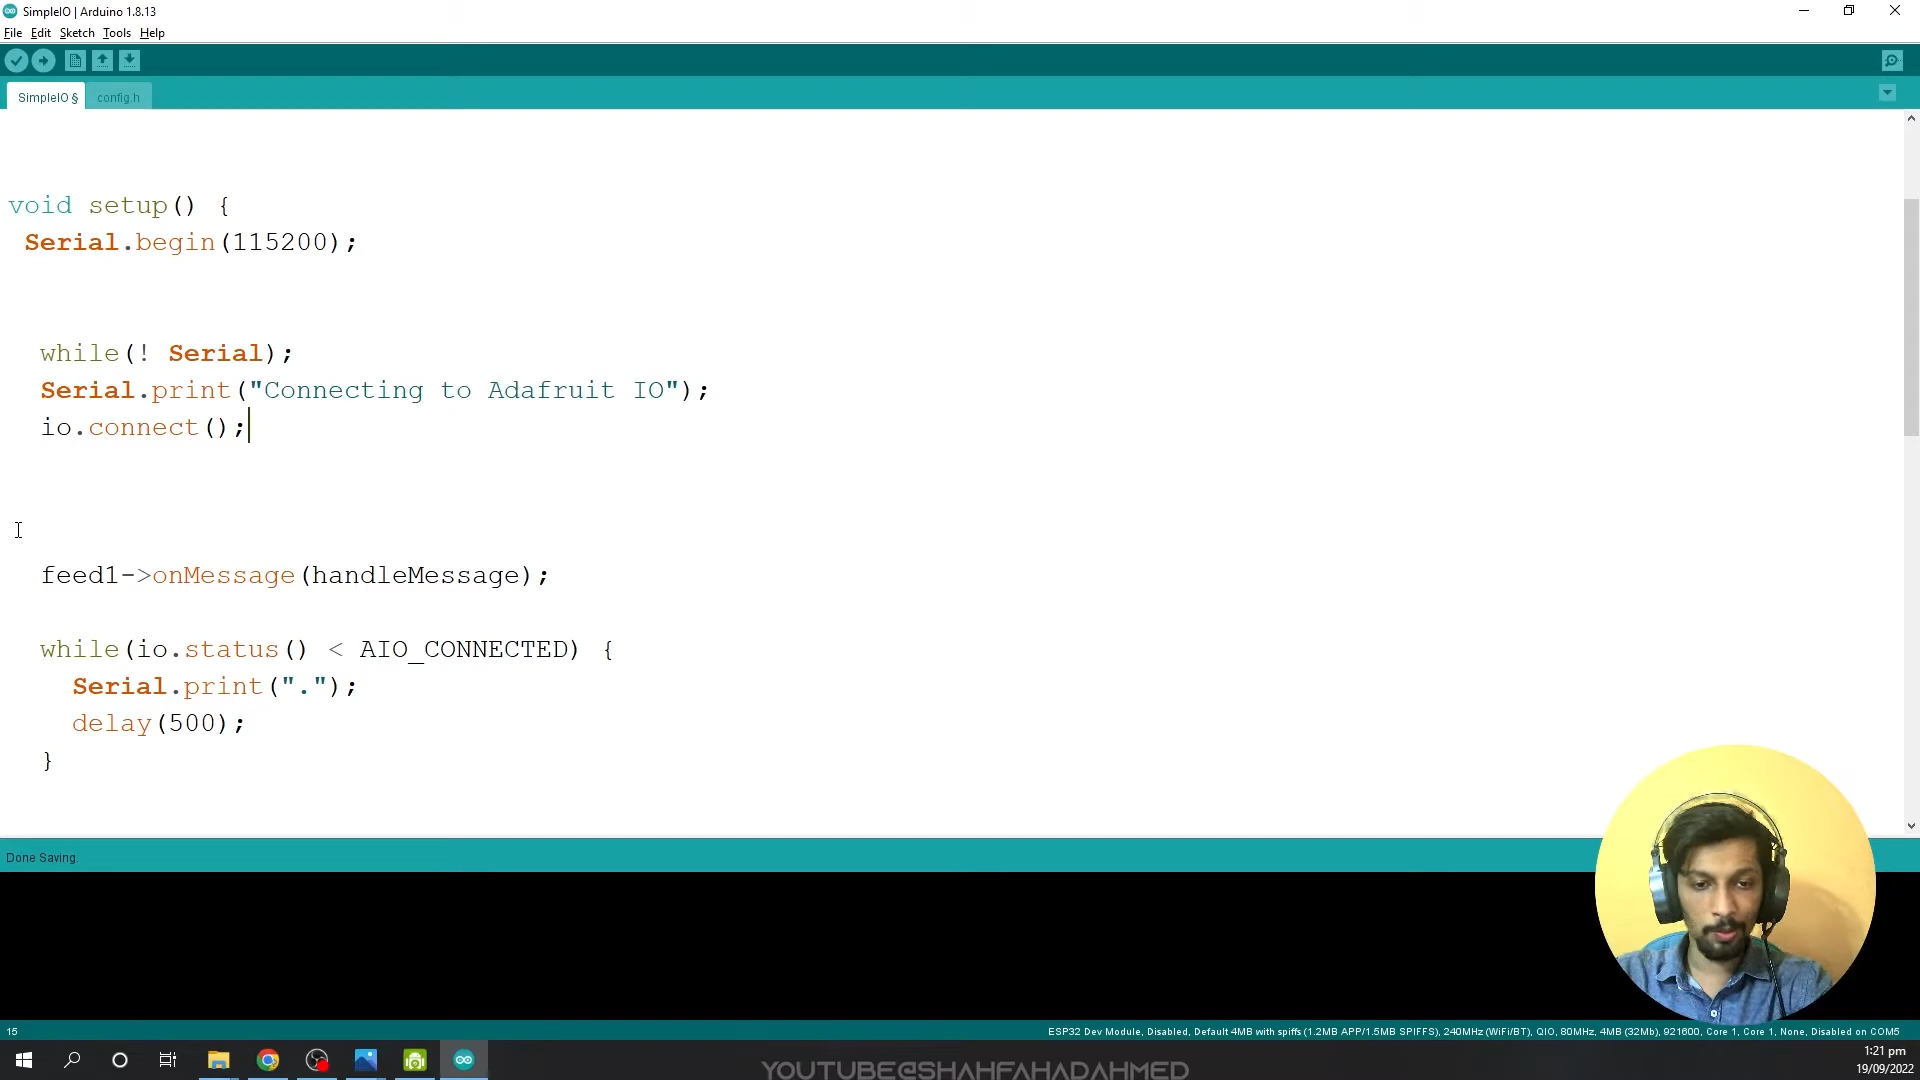 SimpleIO | Arduino 1.8.13
File Edit Sketch Tools Help
SimpleIO § config.h
void setup() {
Serial.begin(115200);
while(! Serial);
Serial.print("Connecting to Adafruit IO");
io.connect();
feed1->onMessage(handleMessage);
while(io.status() < AIO_CONNECTED) {
Serial.print(".");
delay(500);
}
Done Saving.
15 ESP32 Dev Module, Disabled, Default 4MB with spiffs (1.2MB APP/1.5MB SPIFFS), 240MHz (WiFi/BT), QIO, 80MHz, 4MB (32Mb), 921600, Core 1, Core 1, None, Disabled on COM5
1:21 pm
YOUTUBE@SHAHFAHADAHMED
19/09/2022